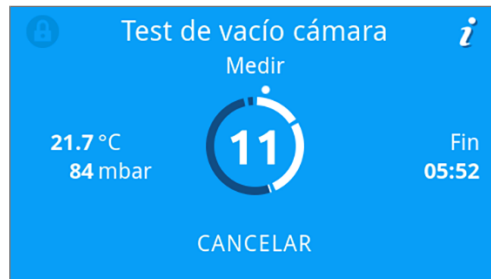 Test de vacío cámara
i
Medir
21.7 °C
84 mbar
11
Fin
05:52
CANCELAR